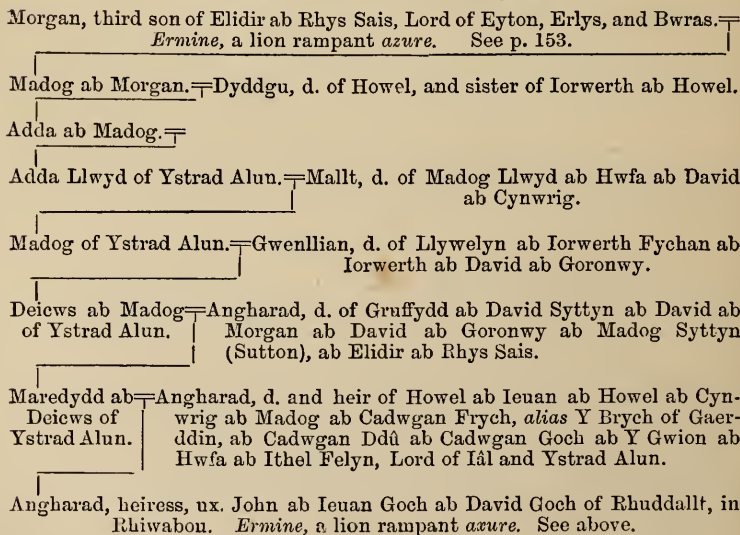 Morgan, third son of Elidir ab Rhys Sais, Lord of Eyton, Erlys, and Bwras.=
Ermine, a lion rampant azure. See p. 153.
Madog ab Morgan.=Dyddgu, d. of Howel, and sister of Iorwerth ab Howel.
Adda ab Madog.=
Adda Llwyd of Ystrad Alun.=Mallt, d. of Madog Llwyd ab Hwfa ab David
ab Cynwrig.
Madog of Ystrad Alun.=Gwenllian, d. of Llywelyn ab Iorwerth Fychan ab
Iorwerth ab David ab Goronwy.
Deicws ab Madog=Angharad, d. of Gruffydd ab David Syttyn ab David ab
of Ystrad Alun. Morgan ab David ab Goronwy ab Madog Syttyn
(Sutton), ab Elidir ab Rhys Sais.
Maredydd ab=Angharad, d. and heir of Howel ab Ieuan ab Howel ab Cyn-
Deicws of wrig ab Madog ab Cadwgan Frych, alias Y Brych of Gaer-
Ystrad Alun. ddin, ab Cadwgan Ddû ab Cadwgan Goch ab Y Gwion ab
Hwfa ab Ithel Felyn, Lord of Iâl and Ystrad Alun.
Angharad, heiress, ux. John ab Ieuan Goch ab David Goch of Rhuddallt, in
Rhiwabon. Ermine, a lion rampant azure. See above.